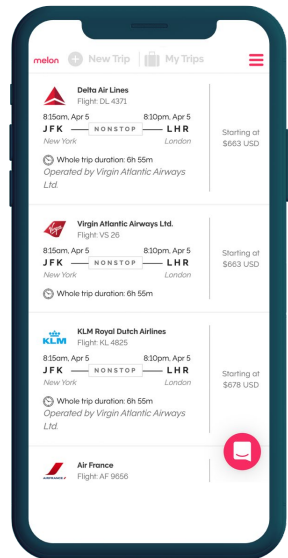 melon New Trip My Trips
Delta Air Lines
Flight: DL 4371
8:15am, Apr 5 8:10pm, Apr 5
JFK NONSTOP LHR
New York London
Whole trip duration: 6h 55m
Operated by Virgin Atlantic Airways
Ltd.
Starting at
$663 USD
Virgin Atlantic Airways Ltd.
Flight: VS 26
8:15am, Apr 5 8:10pm, Apr 5
JFK NONSTOP LHR
New York London
Whole trip duration: 6h 55m
Starting at
$663 USD
KLM
KLM Royal Dutch Airlines
Flight: KL 4825
8:15am, Apr 5 8:10pm, Apr 5
JFK NONSTOP LHR
New York London
Whole trip duration: 6h 55m
Operated by Virgin Atlantic Airways
Ltd.
Starting at
$678 USD
AIRFRANCE
Air France
Flight: AF 9656